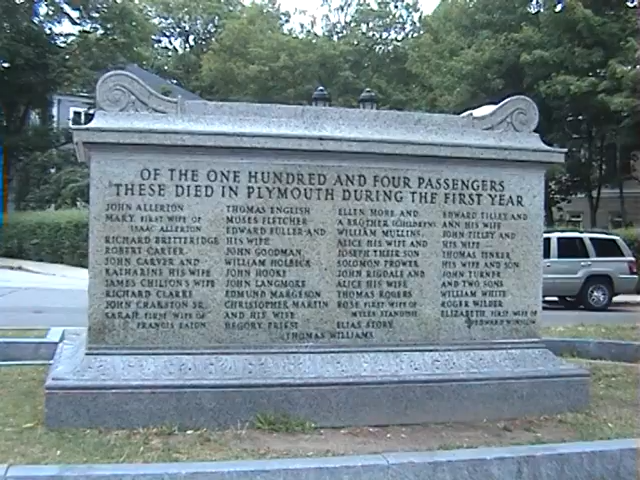 OF THE ONE HUNDRED AND FOUR PASSENGERS
THESE DIED IN PLYMOUTH DURING THE FIRST YEAR
JOHN ALLERTON
MARY, FIRST WIFE OF
ISAAC ALLERTON
RICHARD BRITTERIDGE
ROBERT CARTER
JOHN CARVER AND
KATHARINE HIS WIFE
JAMES CHILTON'S WIFE
RICHARD CLARKE
JOHN CRAKSTON SR.
SARAH, FIRST WIFE OF
FRANCIS EATON
THOMAS ENGLISH
MOSES FLETCHER
EDWARD FULLER AND
HIS WIFE
JOHN GOODMAN
WILLIAM HOLBECK
JOHN HOOKE
JOHN LANGMORE
EDMUND MARGESON
CHRISTOPHER MARTIN
AND HIS WIFE
DEGORY PRIEST
ELLEN MORE AND
A BROTHER (CHILDREN)
WILLIAM MULLINS
ALICE HIS WIFE AND
JOSEPH THEIR SON
SOLOMON PROWER
JOHN RIGDALE AND
ALICE HIS WIFE
THOMAS ROGERS
ROSE, FIRST WIFE OF
MYLES STANDISH
ELIAS STORY
EDWARD TILLEY AND
ANN HIS WIFE
JOHN TILLEY AND
HIS WIFE
THOMAS TINKER
HIS WIFE AND SON
JOHN TURNER
AND TWO SONS
WILLIAM WHITE
ROGER WILDER
ELIZABETH, FIRST WIFE OF
EDWARD WINSLOW
THOMAS WILLIAMS